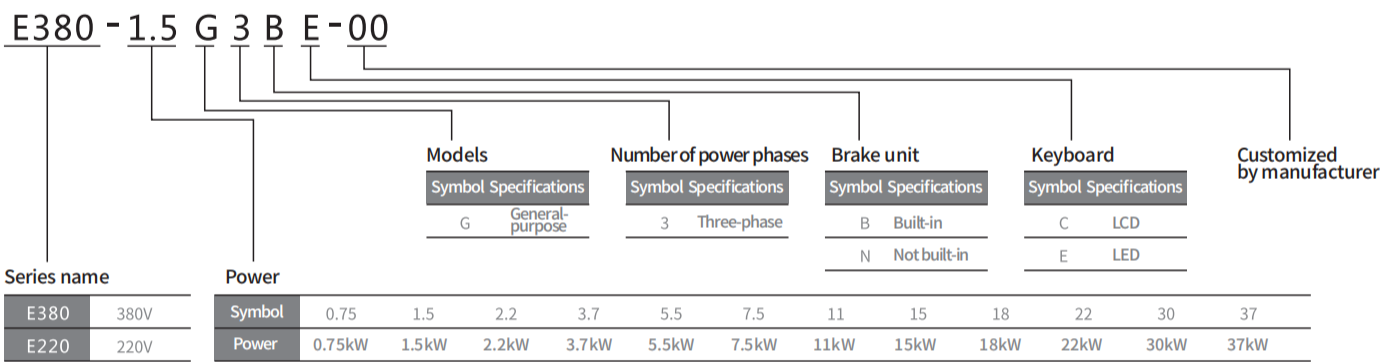 E380-1.5 G 3 B E-00
Models Number of power phases Brake unit Keyboard Customized by manufacturer
Symbol Specifications Symbol Specifications Symbol Specifications Symbol Specifications
G General-purpose 3 Three-phase B Built-in C LCD
N Not built-in E LED
Series name Power
E380 380V Symbol 0.75 1.5 2.2 3.7 5.5 7.5 11 15 18 22 30 37
E220 220V Power 0.75kW 1.5kW 2.2kW 3.7kW 5.5kW 7.5kW 11kW 15kW 18kW 22kW 30kW 37kW